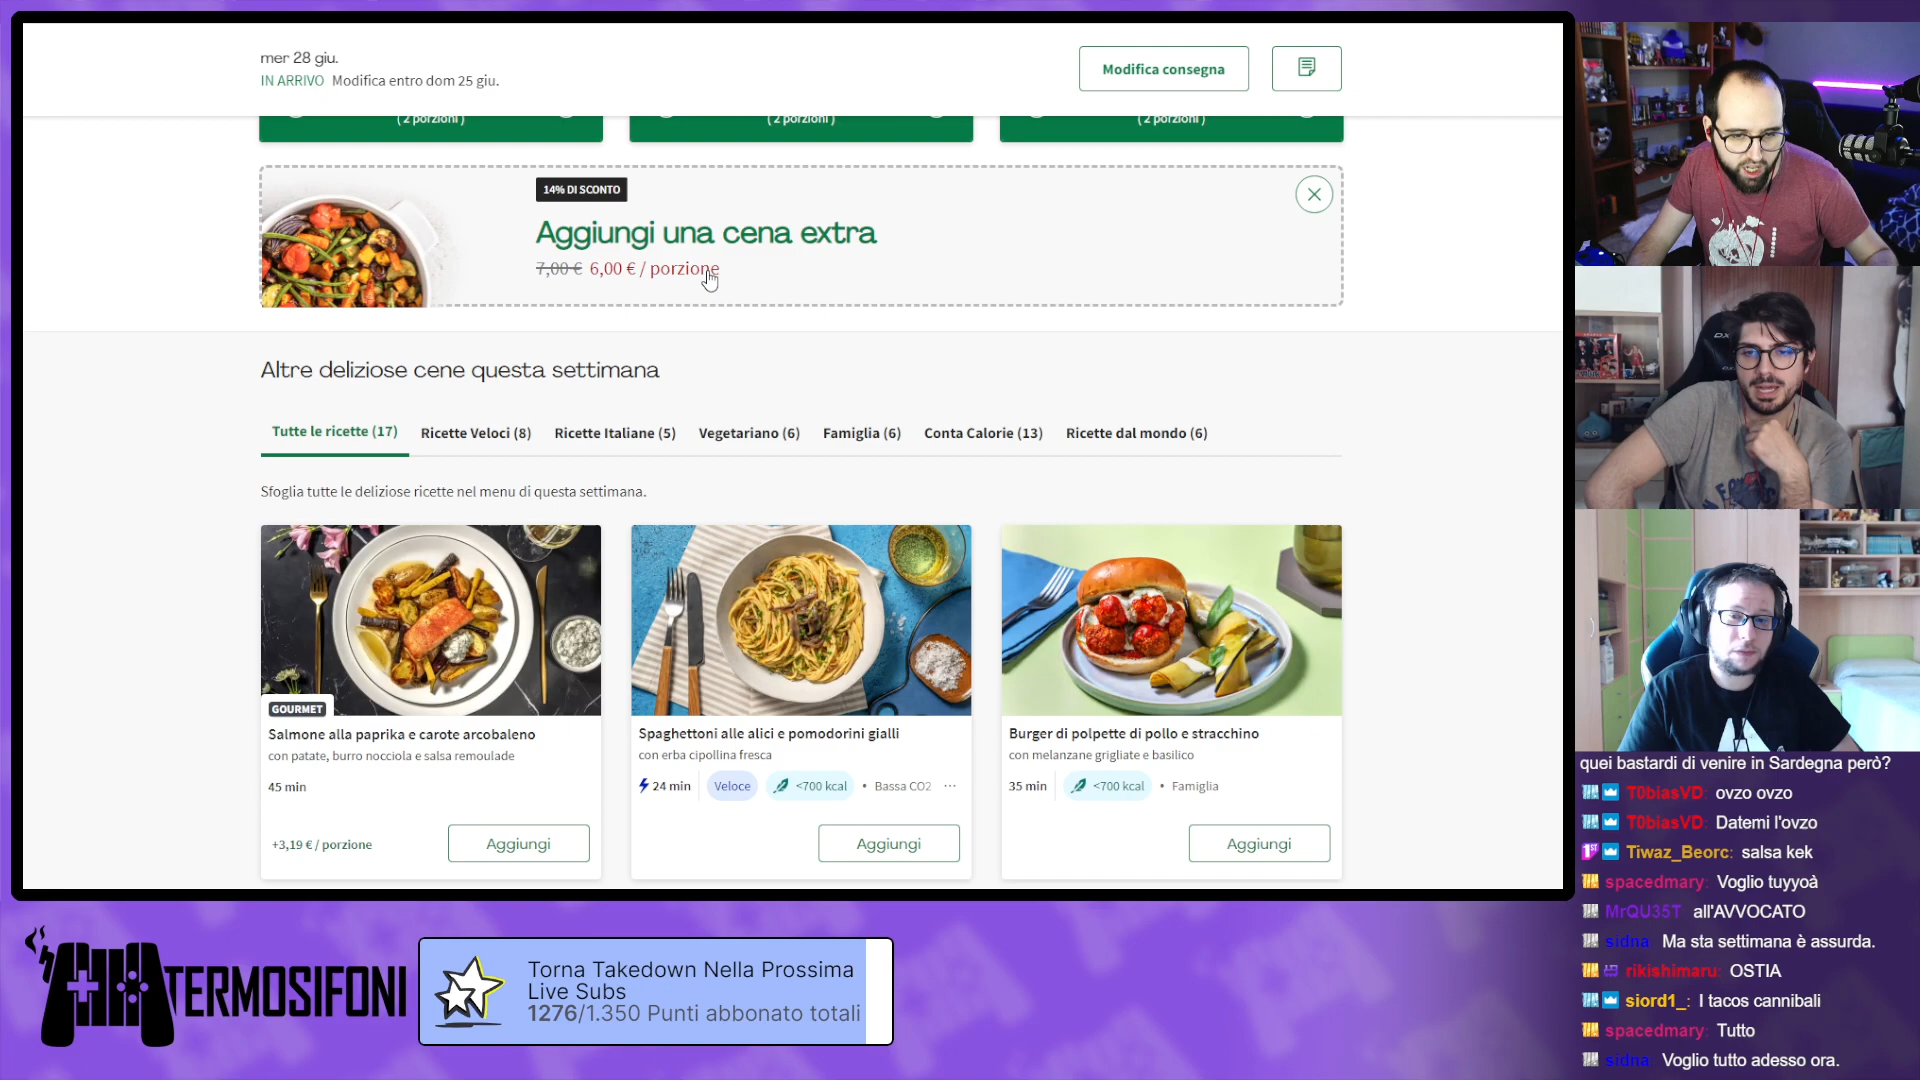 mer 28 giu.
IN ARRIVO Modifica entro dom 25 giu.
Modifica consegna
( 2 porzioni )
( 2 porzioni )
( 2 porzioni )
14% DI SCONTO
Aggiungi una cena extra
7,00 € 6,00 € / porzione
Altre deliziose cene questa settimana
Tutte le ricette (17)
Ricette Veloci (8)
Ricette Italiane (5)
Vegetariano (6)
Famiglia (6)
Conta Calorie (13)
Ricette dal mondo (6)
Sfoglia tutte le deliziose ricette nel menu di questa settimana.
GOURMET
Salmone alla paprika e carote arcobaleno
con patate, burro nocciola e salsa remoulade
45 min
+3,19 € / porzione
Aggiungi
Spaghettoni alle alici e pomodorini gialli
con erba cipollina fresca
24 min Veloce <700 kcal • Bassa CO2 ...
Aggiungi
Burger di polpette di pollo e stracchino
con melanzane grigliate e basilico
35 min <700 kcal • Famiglia
Aggiungi
quei bastardi di venire in Sardegna però?
T0biasVD: ovzo ovzo
T0biasVD: Datemi l'ovzo
Tiwaz_Beorc: salsa kek
spacedmary: Voglio tuyyoà
MrQU35T: all'AVVOCATO
sidna: Ma sta settimana è assurda.
rikishimaru: OSTIA
siord1_: I tacos cannibali
spacedmary: Tutto
sidna: Voglio tutto adesso ora.
TERMOSIFONI
Torna Takedown Nella Prossima
Live Subs
1276/1.350 Punti abbonato totali